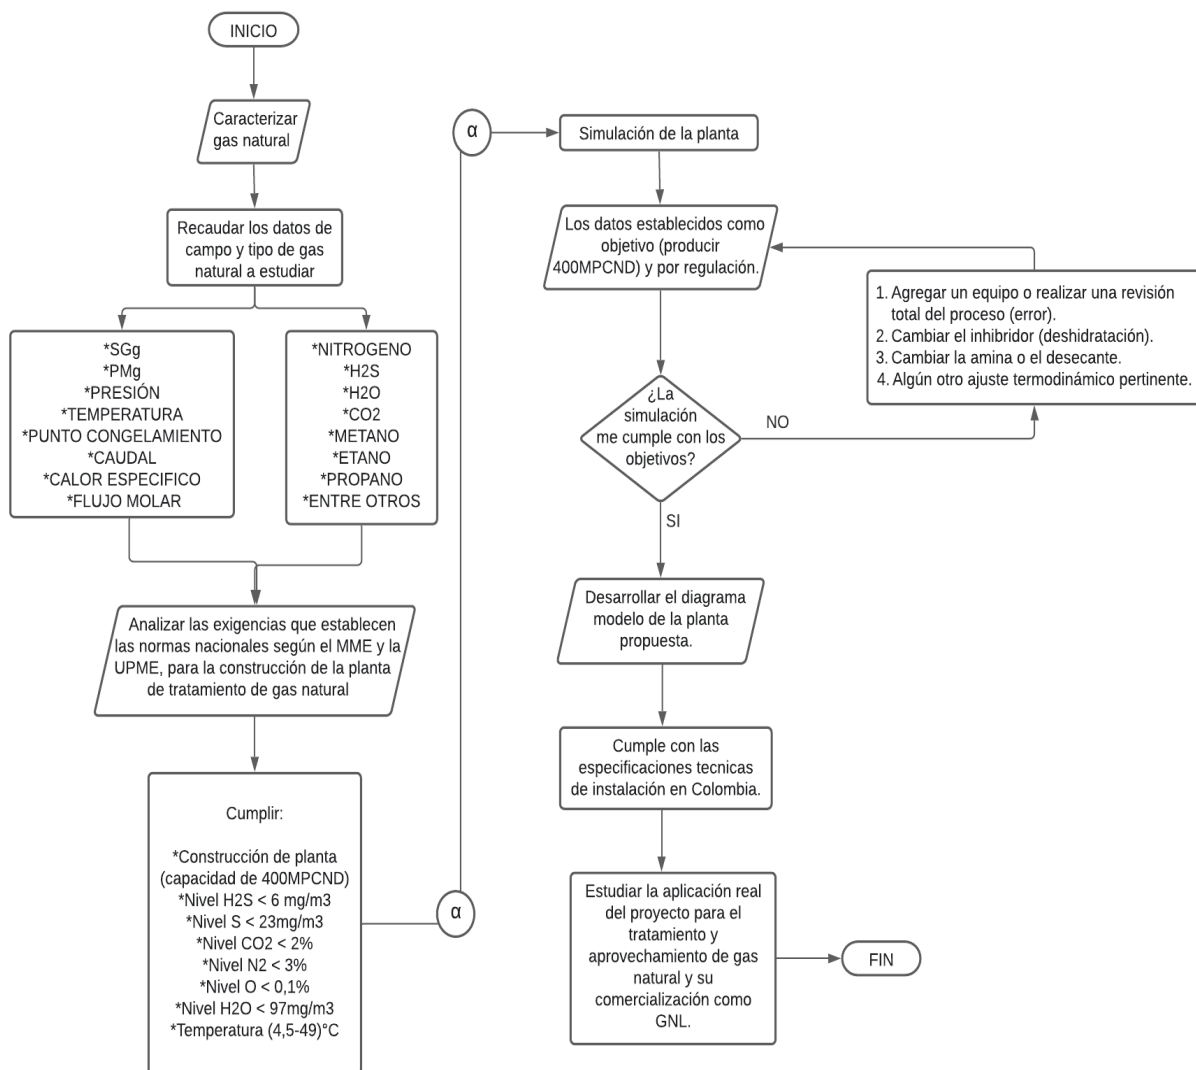 INICIO
Caracterizar
gas natural
Recaudar los datos de
campo y tipo de gas
natural a estudiar
*SGg
*PMg
*PRESIÓN
*TEMPERATURA
*PUNTO CONGELAMIENTO
*CAUDAL
*CALOR ESPECIFICO
*FLUJO MOLAR
*NITROGENO
*H2S
*H2O
*CO2
*METANO
*ETANO
*PROPANO
*ENTRE OTROS
Analizar las exigencias que establecen
las normas nacionales según el MME y la
UPME, para la construcción de la planta
de tratamiento de gas natural
Cumplir:
*Construcción de planta
(capacidad de 400MPCND)
*Nivel H2S < 6 mg/m3
*Nivel S < 23mg/m3
*Nivel CO2 < 2%
*Nivel N2 < 3%
*Nivel O < 0,1%
*Nivel H2O < 97mg/m3
*Temperatura (4,5-49)°C
α
α
Simulación de la planta
Los datos establecidos como
objetivo (producir
400MPCND) y por regulación.
¿La
simulación
me cumple con los
objetivos?
NO
1. Agregar un equipo o realizar una revisión
total del proceso (error).
2. Cambiar el inhibridor (deshidratación).
3. Cambiar la amina o el desecante.
4. Algún otro ajuste termodinámico pertinente.
SI
Desarrollar el diagrama
modelo de la planta
propuesta.
Cumple con las
especificaciones tecnicas
de instalación en Colombia.
Estudiar la aplicación real
del proyecto para el
tratamiento y
aprovechamiento de gas
natural y su
comercialización como
GNL.
FIN